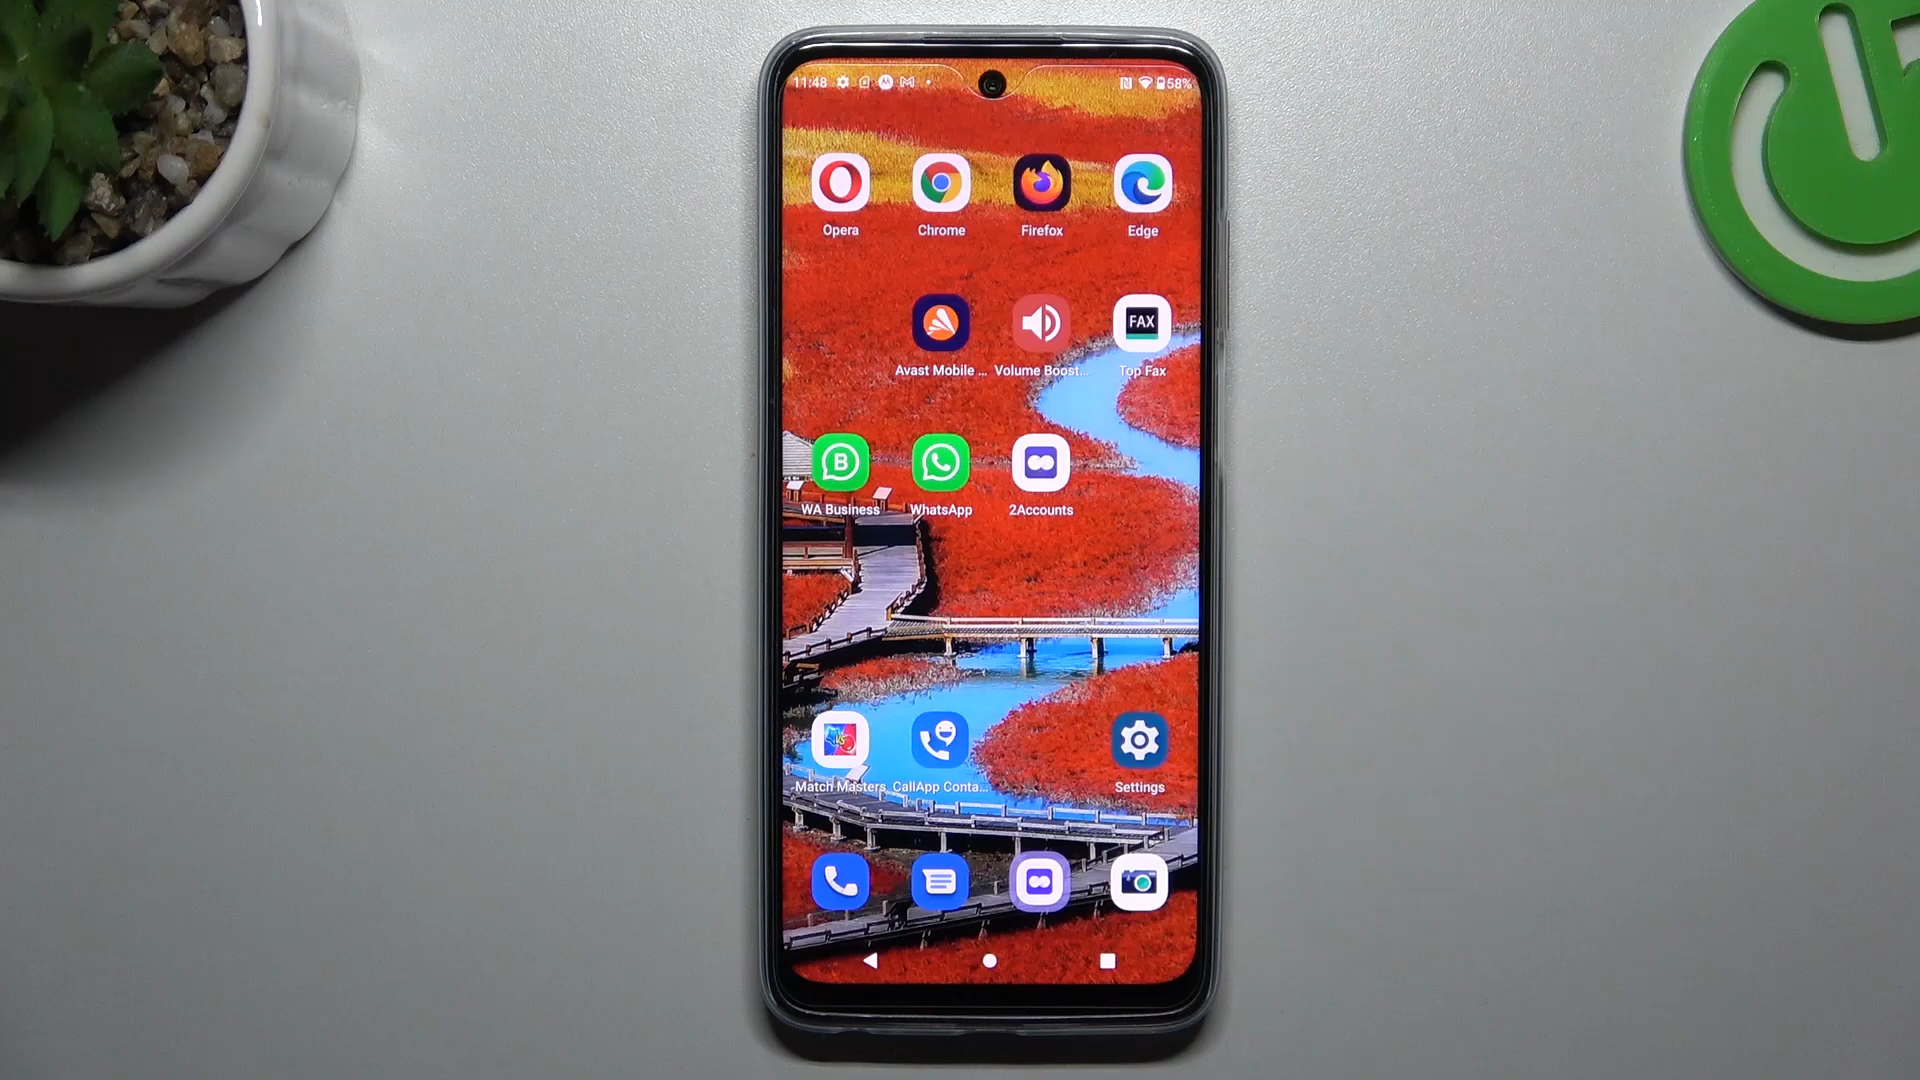 11:48 58%
Opera Chrome Firefox Edge
FAX
Avast Mobile ... Volume Boost... Top Fax
B
WA Business WhatsApp 2Accounts
Match Masters CallApp Conta... Settings